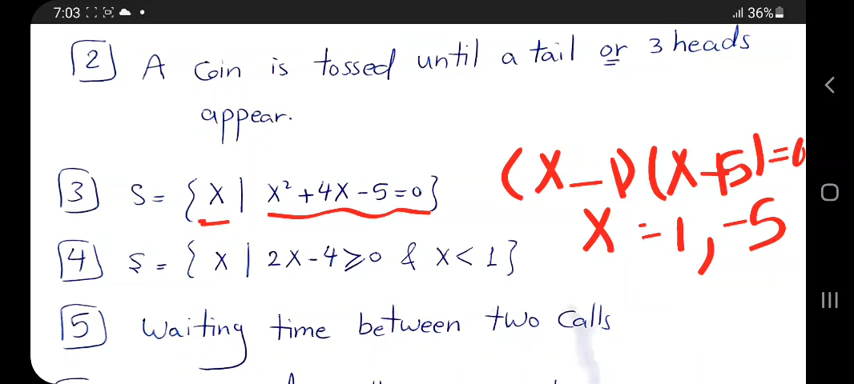 7:03 36%
2 A Coin is tossed until a tail or 3 heads
appear.
3 S = { X | X² + 4X - 5 = 0 }
(X-1)(X+5)=0
X = 1, -5
4 S = { X | 2X - 4 ≥ 0 & X < 1 }
5 Waiting time between two Calls